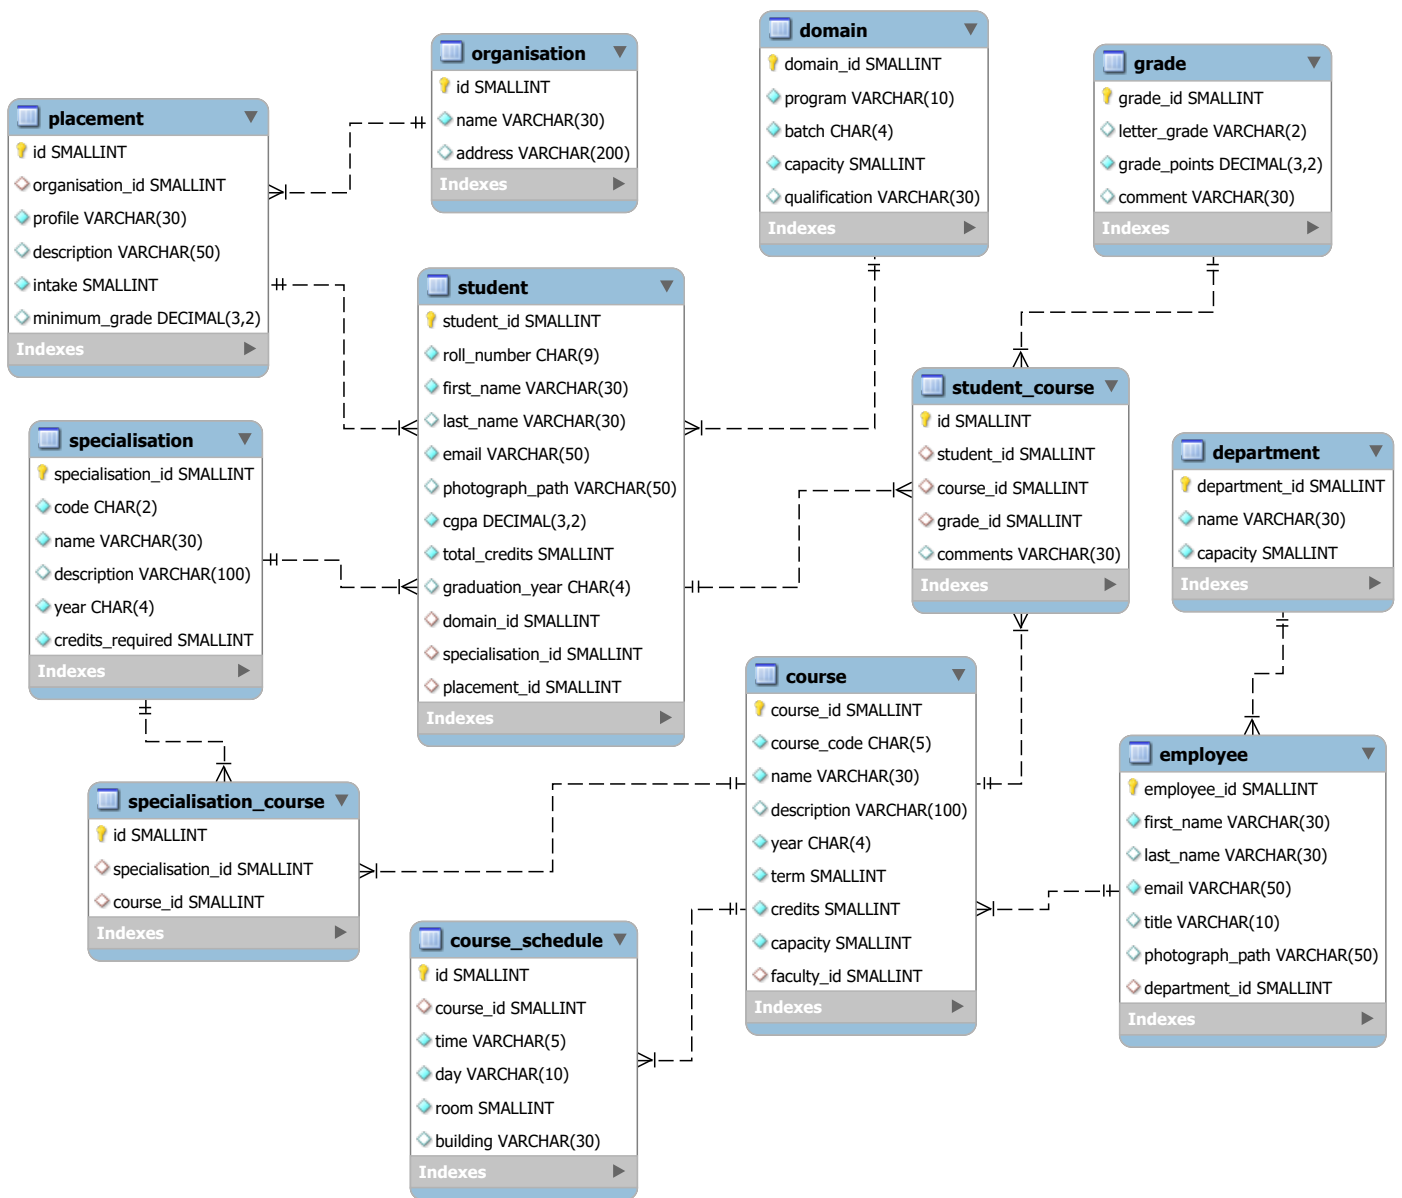 organisation
id SMALLINT
name VARCHAR(30)
address VARCHAR(200)
Indexes
domain
domain_id SMALLINT
program VARCHAR(10)
batch CHAR(4)
capacity SMALLINT
qualification VARCHAR(30)
Indexes
grade
grade_id SMALLINT
letter_grade VARCHAR(2)
grade_points DECIMAL(3,2)
comment VARCHAR(30)
Indexes
placement
id SMALLINT
organisation_id SMALLINT
profile VARCHAR(30)
description VARCHAR(50)
intake SMALLINT
minimum_grade DECIMAL(3,2)
Indexes
student
student_id SMALLINT
roll_number CHAR(9)
first_name VARCHAR(30)
last_name VARCHAR(30)
email VARCHAR(50)
photograph_path VARCHAR(50)
cgpa DECIMAL(3,2)
total_credits SMALLINT
graduation_year CHAR(4)
domain_id SMALLINT
specialisation_id SMALLINT
placement_id SMALLINT
Indexes
student_course
id SMALLINT
student_id SMALLINT
course_id SMALLINT
grade_id SMALLINT
comments VARCHAR(30)
Indexes
specialisation
specialisation_id SMALLINT
code CHAR(2)
name VARCHAR(30)
description VARCHAR(100)
year CHAR(4)
credits_required SMALLINT
Indexes
department
department_id SMALLINT
name VARCHAR(30)
capacity SMALLINT
Indexes
course
course_id SMALLINT
course_code CHAR(5)
name VARCHAR(30)
description VARCHAR(100)
year CHAR(4)
term SMALLINT
credits SMALLINT
capacity SMALLINT
faculty_id SMALLINT
Indexes
employee
employee_id SMALLINT
first_name VARCHAR(30)
last_name VARCHAR(30)
email VARCHAR(50)
title VARCHAR(10)
photograph_path VARCHAR(50)
department_id SMALLINT
Indexes
specialisation_course
id SMALLINT
specialisation_id SMALLINT
course_id SMALLINT
Indexes
course_schedule
id SMALLINT
course_id SMALLINT
time VARCHAR(5)
day VARCHAR(10)
room SMALLINT
building VARCHAR(30)
Indexes